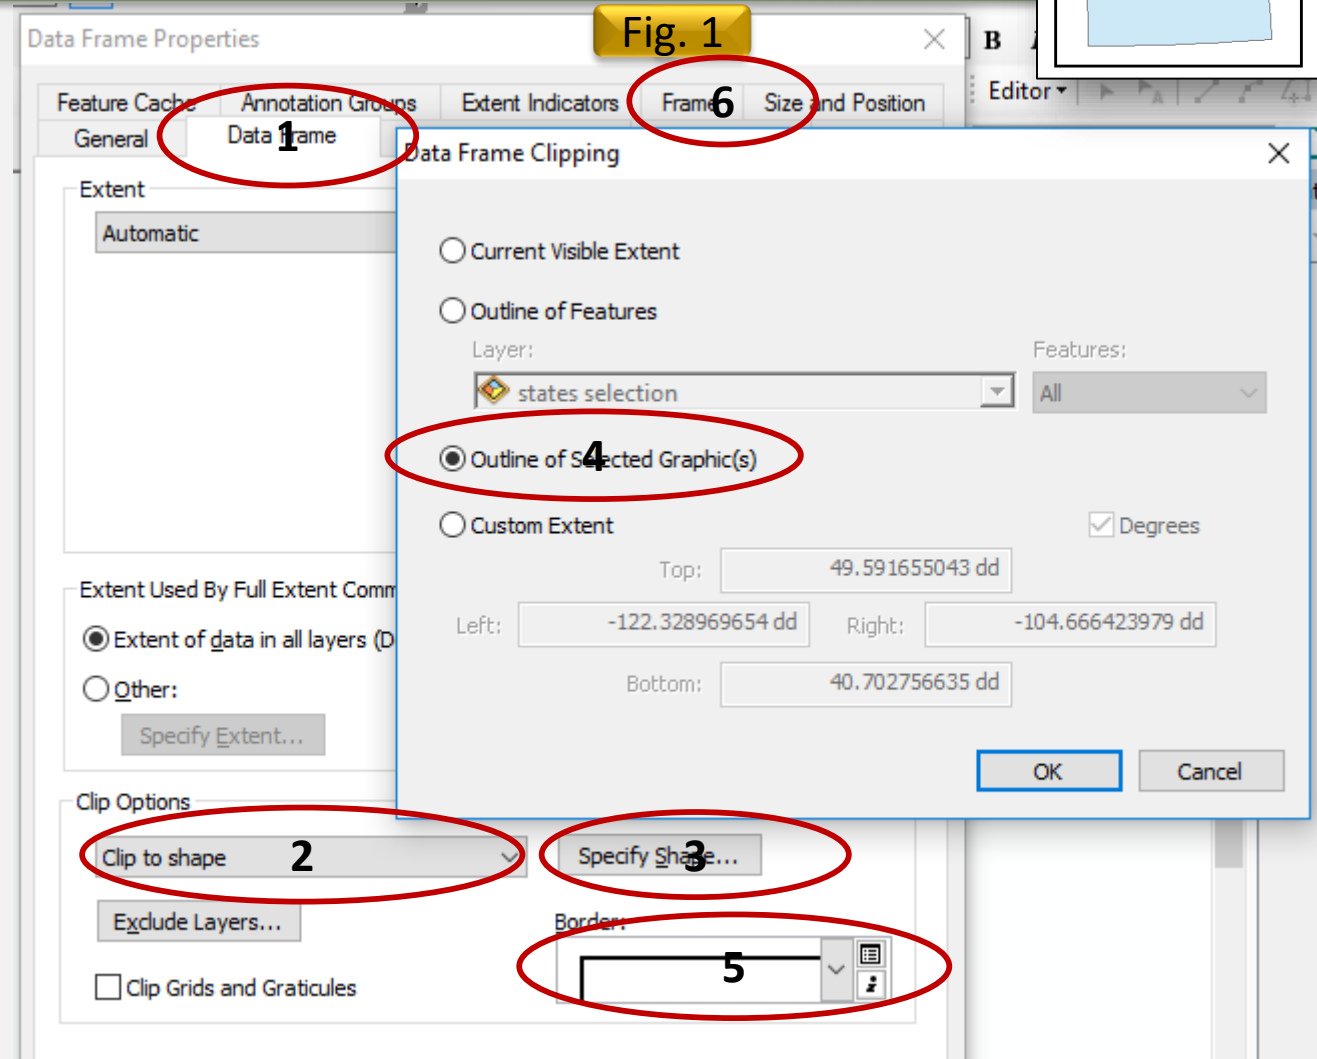 Fig. 1
Data Frame Properties
B
Editor
Feature Cache Annotation Groups Extent Indicators Frame 6 Size and Position
General Data Frame 1
Extent
Automatic
Data Frame Clipping
Current Visible Extent
Outline of Features
Layer: Features:
states selection All
Outline of Selected Graphic(s) 4
Custom Extent Degrees
Top: 49.591655043 dd
Left: -122.328969654 dd Right: -104.666423979 dd
Bottom: 40.702756635 dd
OK Cancel
Extent Used By Full Extent Comm
Extent of data in all layers (D
Other:
Specify Extent...
Clip Options
Clip to shape 2 Specify Shape... 3
Exclude Layers... Border:
5
Clip Grids and Graticules